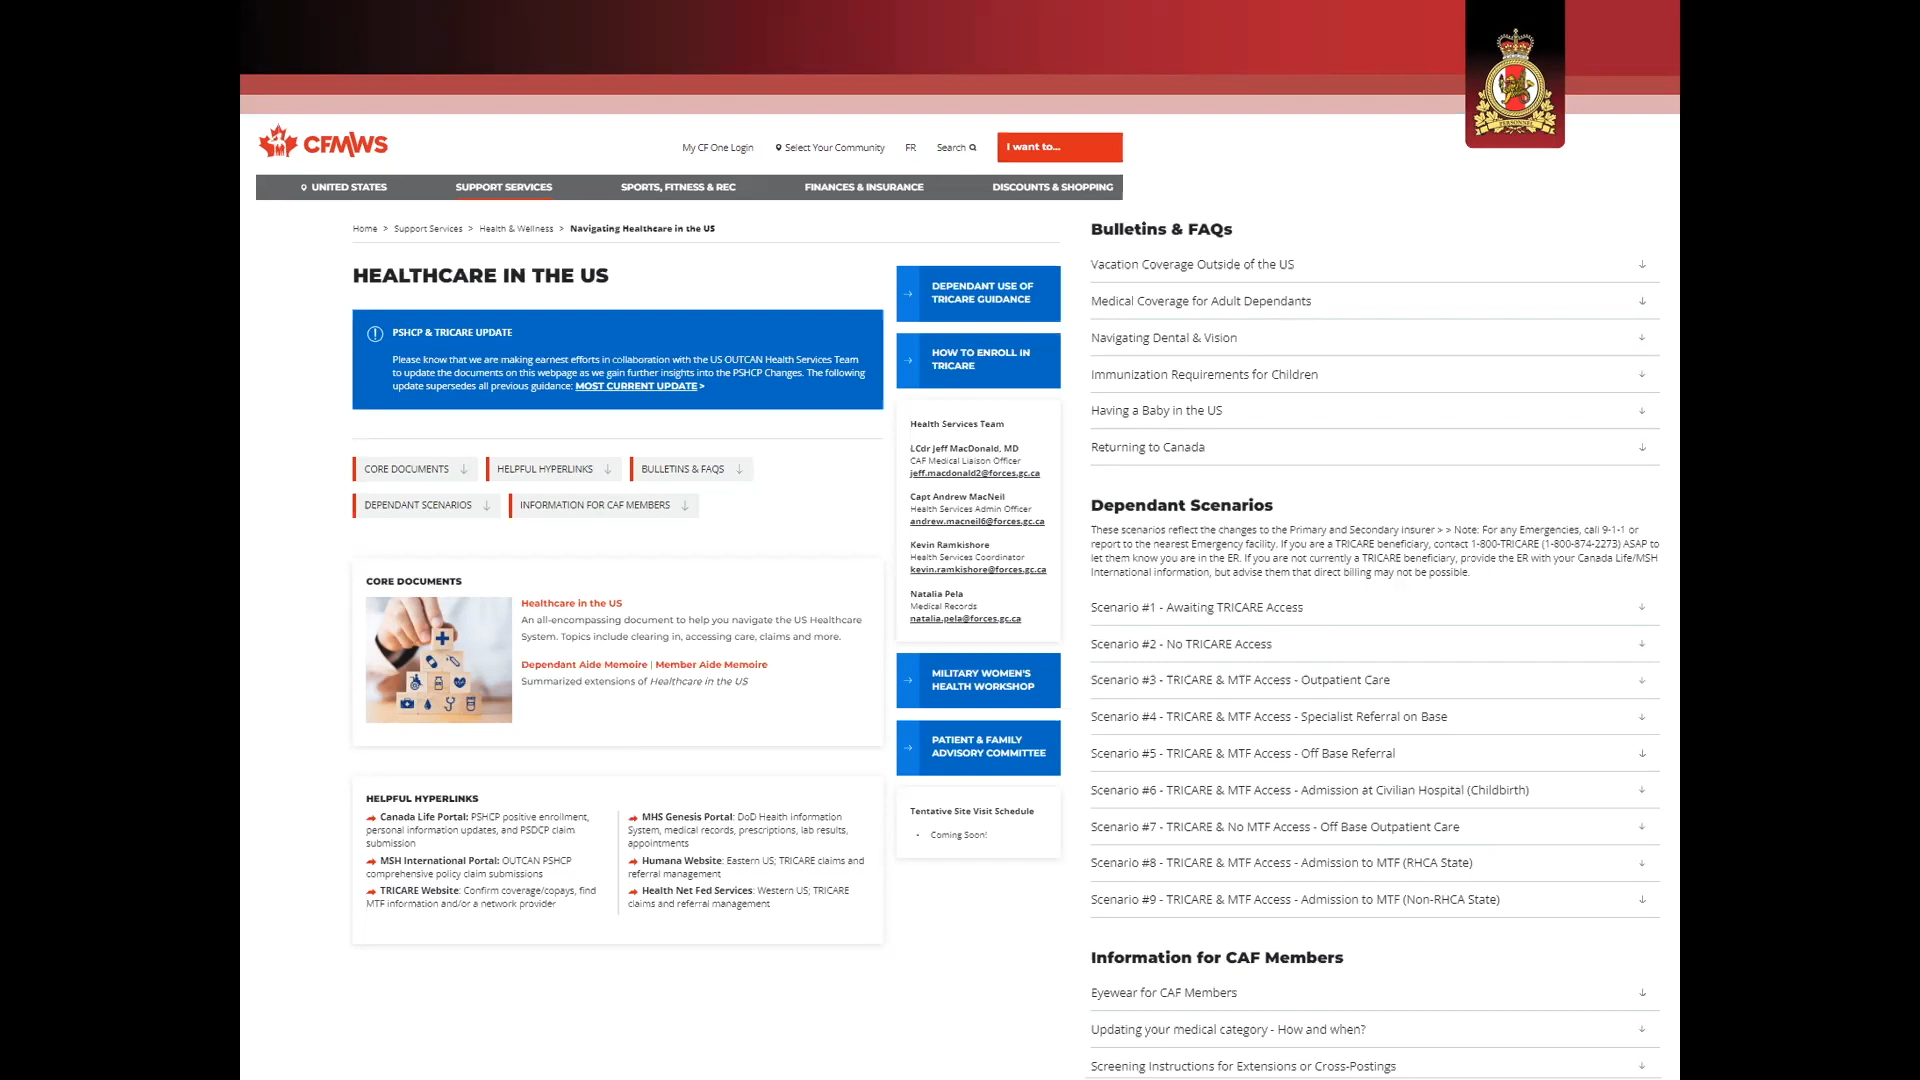 PERSONNEL
CFMWS
My CF One Login
Select Your Community
FR
Search
I want to...
UNITED STATES
SUPPORT SERVICES
SPORTS, FITNESS & REC
FINANCES & INSURANCE
DISCOUNTS & SHOPPING
Home > Support Services > Health & Wellness > Navigating Healthcare in the US
HEALTHCARE IN THE US
PSHCP & TRICARE UPDATE
Please know that we are making earnest efforts in collaboration with the US OUTCAN Health Services Team
to update the documents on this webpage as we gain further insights into the PSHCP Changes. The following
update supersedes all previous guidance: MOST CURRENT UPDATE >
CORE DOCUMENTS
HELPFUL HYPERLINKS
BULLETINS & FAQS
DEPENDANT SCENARIOS
INFORMATION FOR CAF MEMBERS
CORE DOCUMENTS
Healthcare in the US
An all-encompassing document to help you navigate the US Healthcare
System. Topics include clearing in, accessing care, claims and more.
Dependant Aide Memoire | Member Aide Memoire
Summarized extensions of Healthcare in the US
HELPFUL HYPERLINKS
Canada Life Portal: PSHCP positive enrollment,
personal information updates, and PSDCP claim
submission
MSH International Portal: OUTCAN PSHCP
comprehensive policy claim submissions
TRICARE Website: Confirm coverage/copays, find
MTF information and/or a network provider
MHS Genesis Portal: DoD Health information
System, medical records, prescriptions, lab results,
appointments
Humana Website: Eastern US; TRICARE claims and
referral management
Health Net Fed Services: Western US; TRICARE
claims and referral management
DEPENDANT USE OF
TRICARE GUIDANCE
HOW TO ENROLL IN
TRICARE
Health Services Team
LCdr Jeff MacDonald, MD
CAF Medical Liaison Officer
jeff.macdonald2@forces.gc.ca
Capt Andrew MacNeil
Health Services Admin Officer
andrew.macneil6@forces.gc.ca
Kevin Ramkishore
Health Services Coordinator
kevin.ramkishore@forces.gc.ca
Natalia Pela
Medical Records
natalia.pela@forces.gc.ca
MILITARY WOMEN'S
HEALTH WORKSHOP
PATIENT & FAMILY
ADVISORY COMMITTEE
Tentative Site Visit Schedule
• Coming Soon!
Bulletins & FAQs
Vacation Coverage Outside of the US
Medical Coverage for Adult Dependants
Navigating Dental & Vision
Immunization Requirements for Children
Having a Baby in the US
Returning to Canada
Dependant Scenarios
These scenarios reflect the changes to the Primary and Secondary insurer > > Note: For any Emergencies, call 9-1-1 or
report to the nearest Emergency facility. If you are a TRICARE beneficiary, contact 1-800-TRICARE (1-800-874-2273) ASAP to
let them know you are in the ER. If you are not currently a TRICARE beneficiary, provide the ER with your Canada Life/MSH
International information, but advise them that direct billing may not be possible.
Scenario #1 - Awaiting TRICARE Access
Scenario #2 - No TRICARE Access
Scenario #3 - TRICARE & MTF Access - Outpatient Care
Scenario #4 - TRICARE & MTF Access - Specialist Referral on Base
Scenario #5 - TRICARE & MTF Access - Off Base Referral
Scenario #6 - TRICARE & MTF Access - Admission at Civilian Hospital (Childbirth)
Scenario #7 - TRICARE & No MTF Access - Off Base Outpatient Care
Scenario #8 - TRICARE & MTF Access - Admission to MTF (RHCA State)
Scenario #9 - TRICARE & MTF Access - Admission to MTF (Non-RHCA State)
Information for CAF Members
Eyewear for CAF Members
Updating your medical category - How and when?
Screening Instructions for Extensions or Cross-Postings